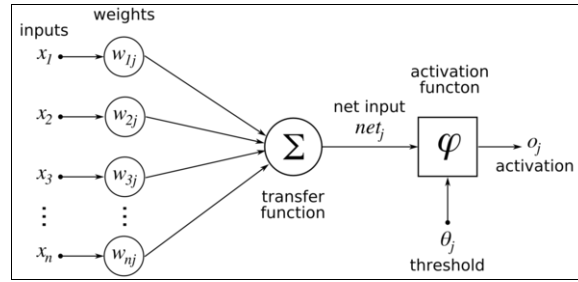 inputs
weights
x1
w1j
x2
w2j
x3
w3j
⋮
⋮
xn
wnj
Σ
transfer
function
net input
netj
activation
functon
φ
oj
activation
θj
threshold